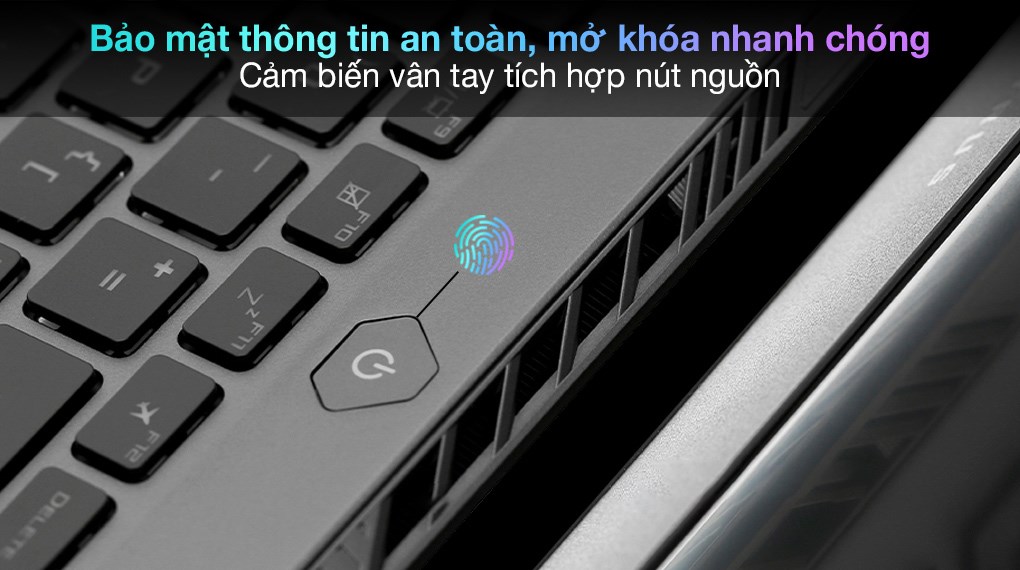 Bảo mật thông tin an toàn, mở khóa nhanh chóng
Cảm biến vân tay tích hợp nút nguồn
P
F9
[ {
- _
F10
= +
Zz F11
F12
DELETE